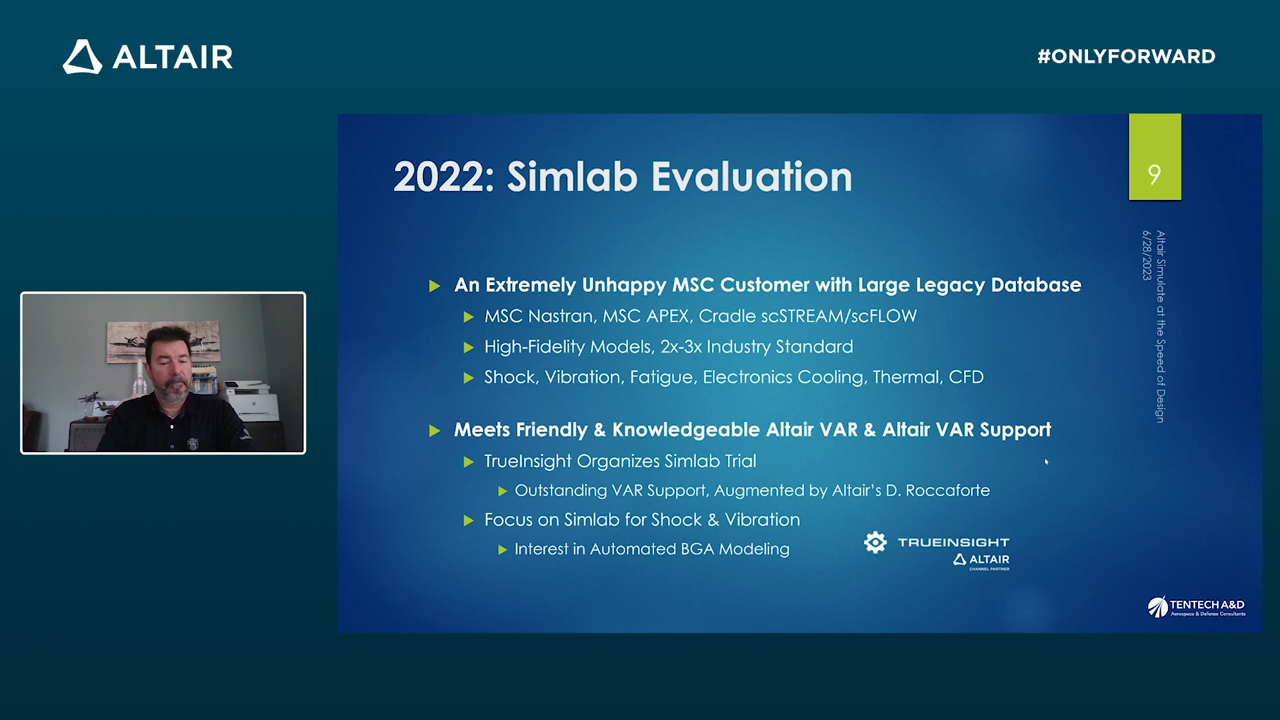 ALTAIR
#ONLYFORWARD
2022: Simlab Evaluation
9
Altair Simulate at the Speed of Design
6/28/2023
An Extremely Unhappy MSC Customer with Large Legacy Database
MSC Nastran, MSC APEX, Cradle scSTREAM/scFLOW
High-Fidelity Models, 2x-3x Industry Standard
Shock, Vibration, Fatigue, Electronics Cooling, Thermal, CFD
Meets Friendly & Knowledgeable Altair VAR & Altair VAR Support
TrueInsight Organizes Simlab Trial
Outstanding VAR Support, Augmented by Altair's D. Roccaforte
Focus on Simlab for Shock & Vibration
Interest in Automated BGA Modeling
TRUEINSIGHT
ALTAIR
CHANNEL PARTNER
TENTECH A&D
Aerospace & Defense Consultants